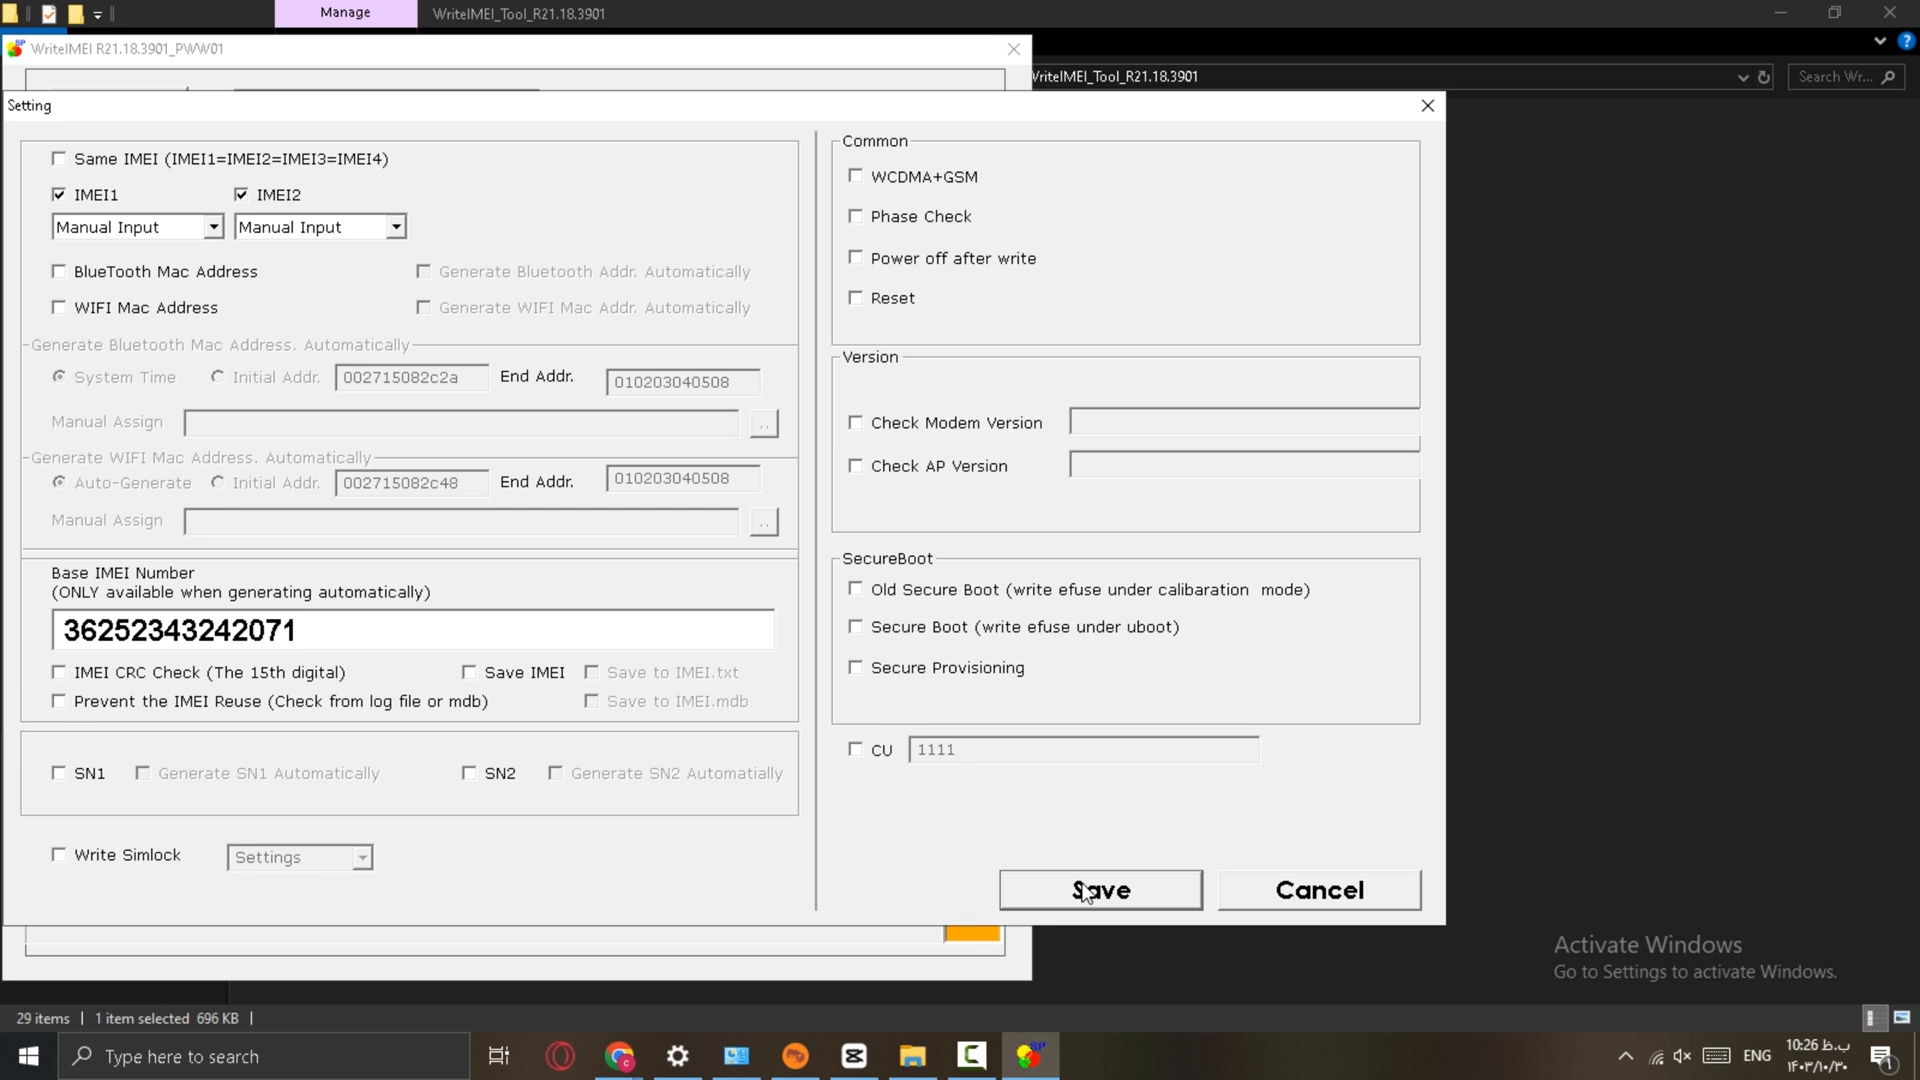 Manage
WriteIMEI_Tool_R21.18.3901
WriteIMEI R21.18.3901_PWW01
WriteIMEI_Tool_R21.18.3901
Search Wr...
Setting
Same IMEI (IMEI1=IMEI2=IMEI3=IMEI4)
IMEI1
IMEI2
Manual Input
Manual Input
BlueTooth Mac Address
Generate Bluetooth Addr. Automatically
WIFI Mac Address
Generate WIFI Mac Addr. Automatically
Generate Bluetooth Mac Address. Automatically
System Time
Initial Addr.
002715082c2a
End Addr.
010203040508
Manual Assign
..
Generate WIFI Mac Address. Automatically
Auto-Generate
Initial Addr.
002715082c48
End Addr.
010203040508
Manual Assign
..
Base IMEI Number
(ONLY available when generating automatically)
36252343242071
IMEI CRC Check (The 15th digital)
Save IMEI
Save to IMEI.txt
Prevent the IMEI Reuse (Check from log file or mdb)
Save to IMEI.mdb
SN1
Generate SN1 Automatically
SN2
Generate SN2 Automatially
Write Simlock
Settings
Common
WCDMA+GSM
Phase Check
Power off after write
Reset
Version
Check Modem Version
Check AP Version
SecureBoot
Old Secure Boot (write efuse under calibaration mode)
Secure Boot (write efuse under uboot)
Secure Provisioning
CU
1111
Save
Cancel
Activate Windows
Go to Settings to activate Windows.
29 items
1 item selected 696 KB
Type here to search
ENG
10:26 ب.ظ
۱۴۰۳/۱۰/۳۰
1